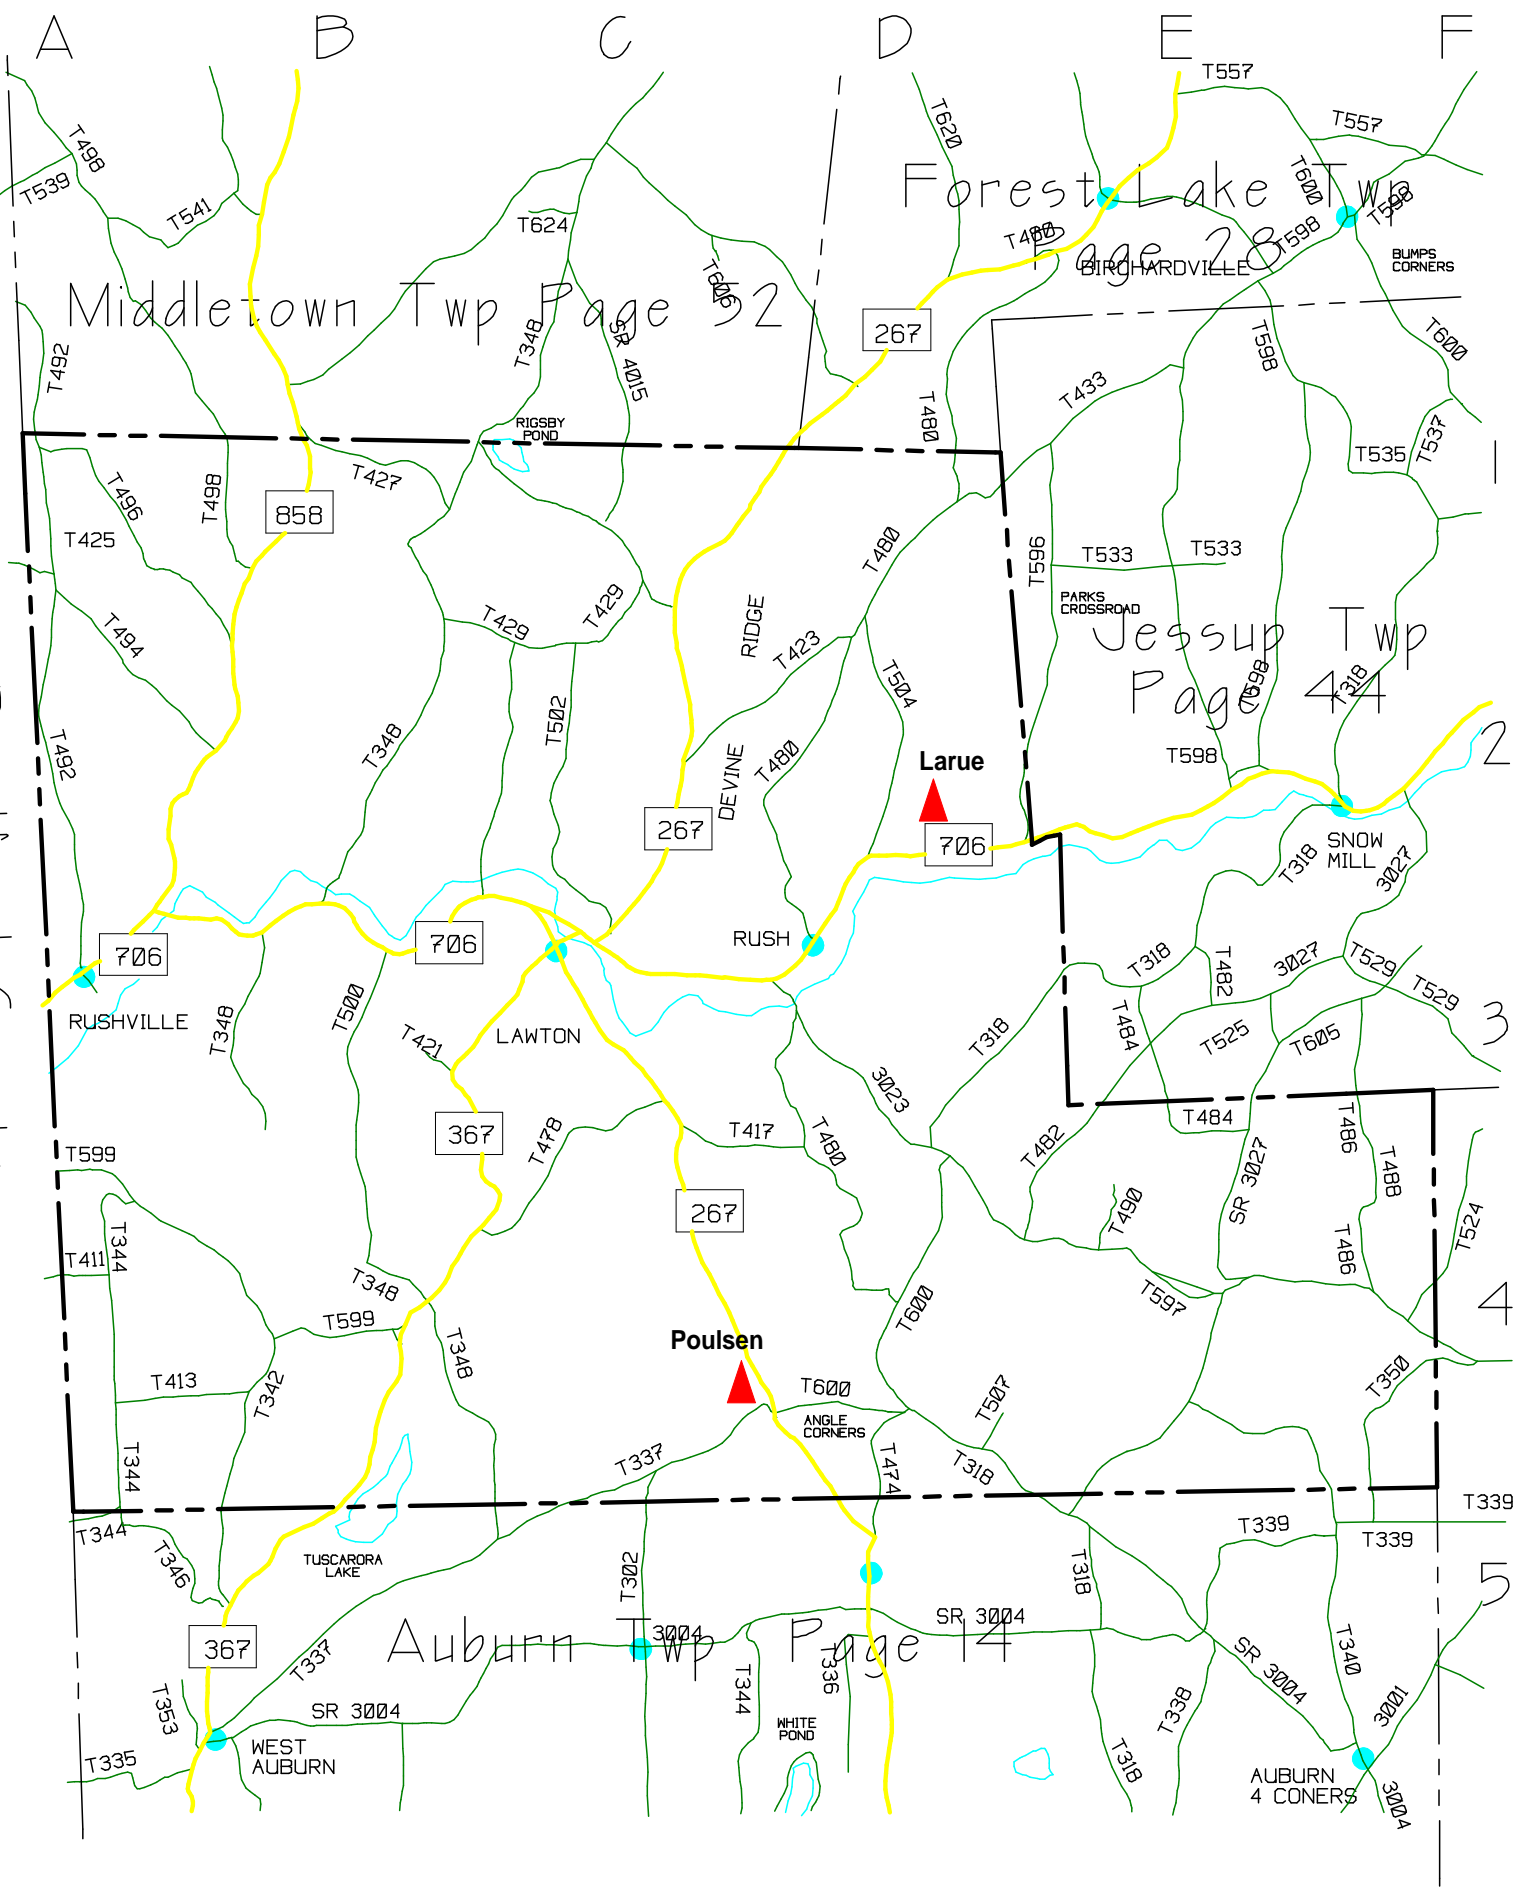 A B C D E F
T557
T557
T620
T498
T539
T541
T600
Forest Lake Twp
T598
T624
T480
Page 28
T598
BIRCHARDVILLE
BUMPS
CORNERS
T606
Middletown Twp Page 52
267
T348
SR 4015
T492
T598
T600
T433
T480
RIGSBY
POND
T537
T535
1
T427
T496
T498
858
T425
T480
T596
T533
T533
PARKS
CROSSROAD
T429
T429
RIDGE
T494
T423
Jessup Twp
T504
T598
T318
Page 44
T502
T492
T348
T480
DEVINE
Larue
T598
2
267
706
SNOW
MILL
T318
3027
706
706
RUSH
T318
T482
3027
T529
T529
RUSHVILLE
T348
T500
T421
LAWTON
T318
T484
T525
T605
3
3023
367
T478
T417
T480
T482
T484
T486
T599
SR 3027
T488
T490
267
T524
T344
T411
T486
T348
T597
T600
4
T599
Poulsen
T348
T413
T342
T600
T507
T350
ANGLE
CORNERS
T344
T337
T474
T318
T344
T339
T339
T339
T346
TUSCARORA
LAKE
T302
T318
5
367
Auburn Twp Page 14
3004
SR 3004
T337
T336
T340
SR 3004
T353
SR 3004
T344
T338
3001
WHITE
POND
WEST
AUBURN
T335
T318
AUBURN
4 CONERS
3004